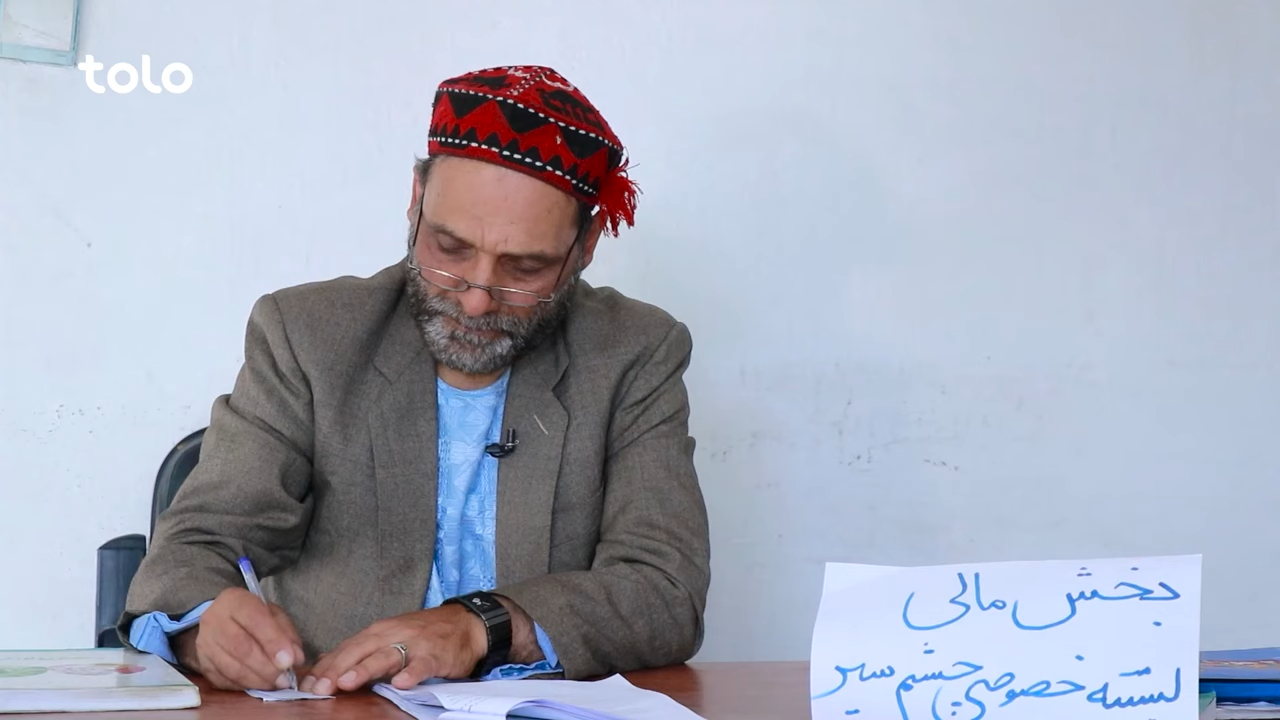 tolo
بخش مالی
لیسه خصوصی چشم سیر